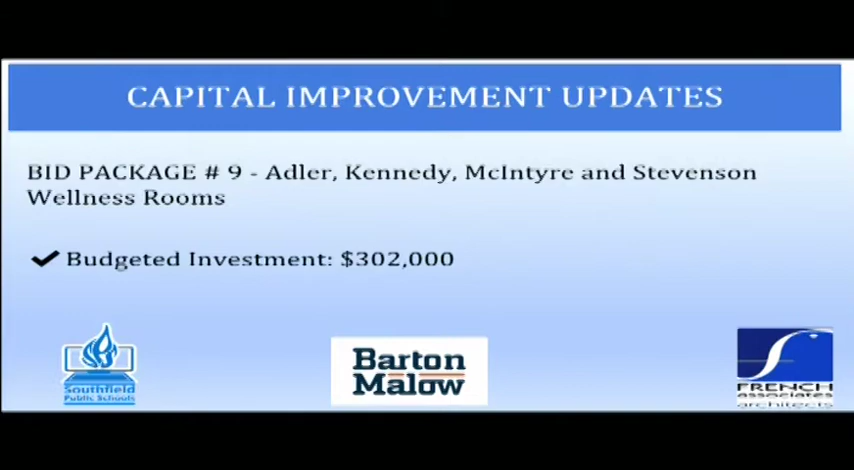 CAPITAL IMPROVEMENT UPDATES
BID PACKAGE # 9 - Adler, Kennedy, McIntyre and Stevenson
Wellness Rooms
✔ Budgeted Investment: $302,000
Southfield
Public Schools
Barton
Malow
f
FRENCH
associates
architects